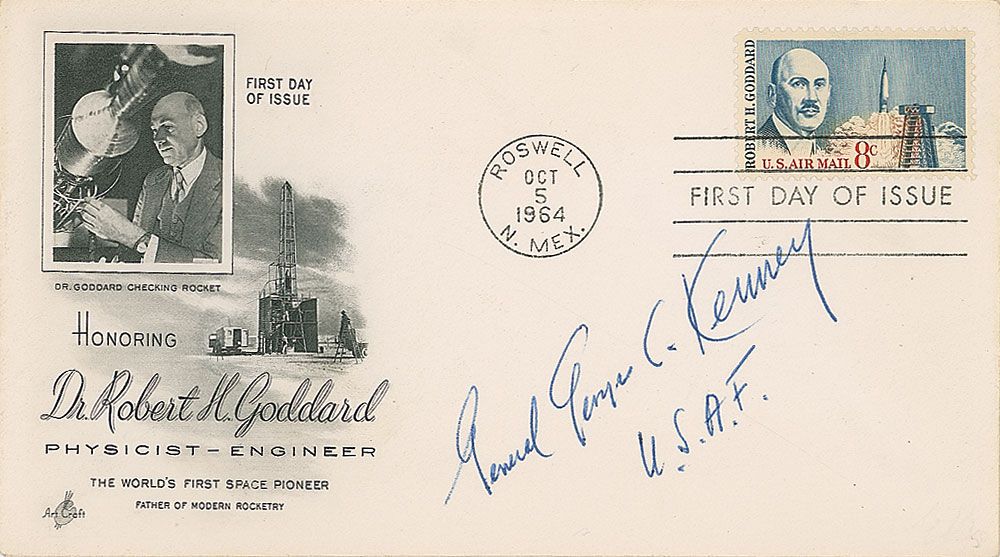 FIRST DAY
OF ISSUE
DR. GODDARD CHECKING ROCKET
HONORING
Dr. Robert H. Goddard
PHYSICIST – ENGINEER
THE WORLD'S FIRST SPACE PIONEER
FATHER OF MODERN ROCKETRY
Art Craft
ROSWELL
OCT
5
1964
N. MEX.
ROBERT H. GODDARD
U.S. AIR MAIL 8c
FIRST DAY OF ISSUE
General George C. Kenney
U.S.A.F.